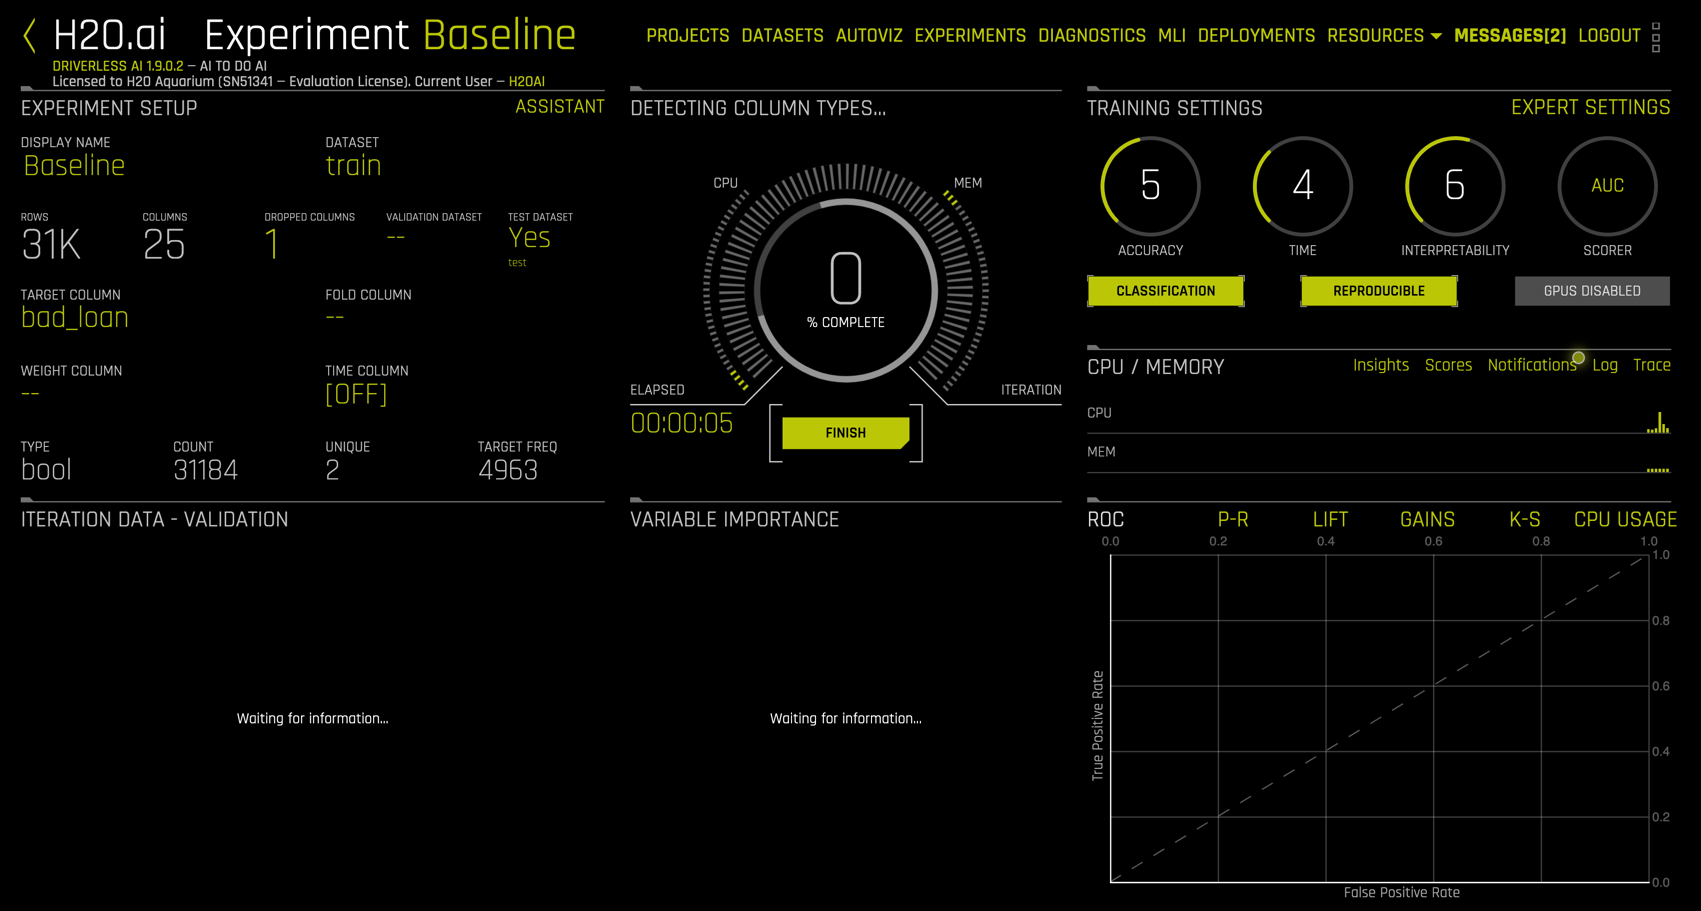 H2O.ai Experiment Baseline
DRIVERLESS AI 1.9.0.2 – AI TO DO AI
Licensed to H2O Aquarium (SN51341 – Evaluation License). Current User – H2OAI
PROJECTS DATASETS AUTOVIZ EXPERIMENTS DIAGNOSTICS MLI DEPLOYMENTS RESOURCES MESSAGES[2] LOGOUT
EXPERIMENT SETUP ASSISTANT
DISPLAY NAME DATASET
Baseline train
ROWS COLUMNS DROPPED COLUMNS VALIDATION DATASET TEST DATASET
31K 25 1 -- Yes
test
TARGET COLUMN FOLD COLUMN
bad_loan --
WEIGHT COLUMN TIME COLUMN
-- [OFF]
TYPE COUNT UNIQUE TARGET FREQ
bool 31184 2 4963
DETECTING COLUMN TYPES...
CPU MEM
0
% COMPLETE
ELAPSED ITERATION
00:00:05
FINISH
TRAINING SETTINGS EXPERT SETTINGS
5 4 6 AUC
ACCURACY TIME INTERPRETABILITY SCORER
CLASSIFICATION REPRODUCIBLE GPUS DISABLED
CPU / MEMORY Insights Scores Notifications Log Trace
CPU
MEM
ITERATION DATA - VALIDATION
Waiting for information...
VARIABLE IMPORTANCE
Waiting for information...
ROC P-R LIFT GAINS K-S CPU USAGE
0.0 0.2 0.4 0.6 0.8 1.0
1.0
0.8
0.6
0.4
0.2
0.0
True Positive Rate
False Positive Rate